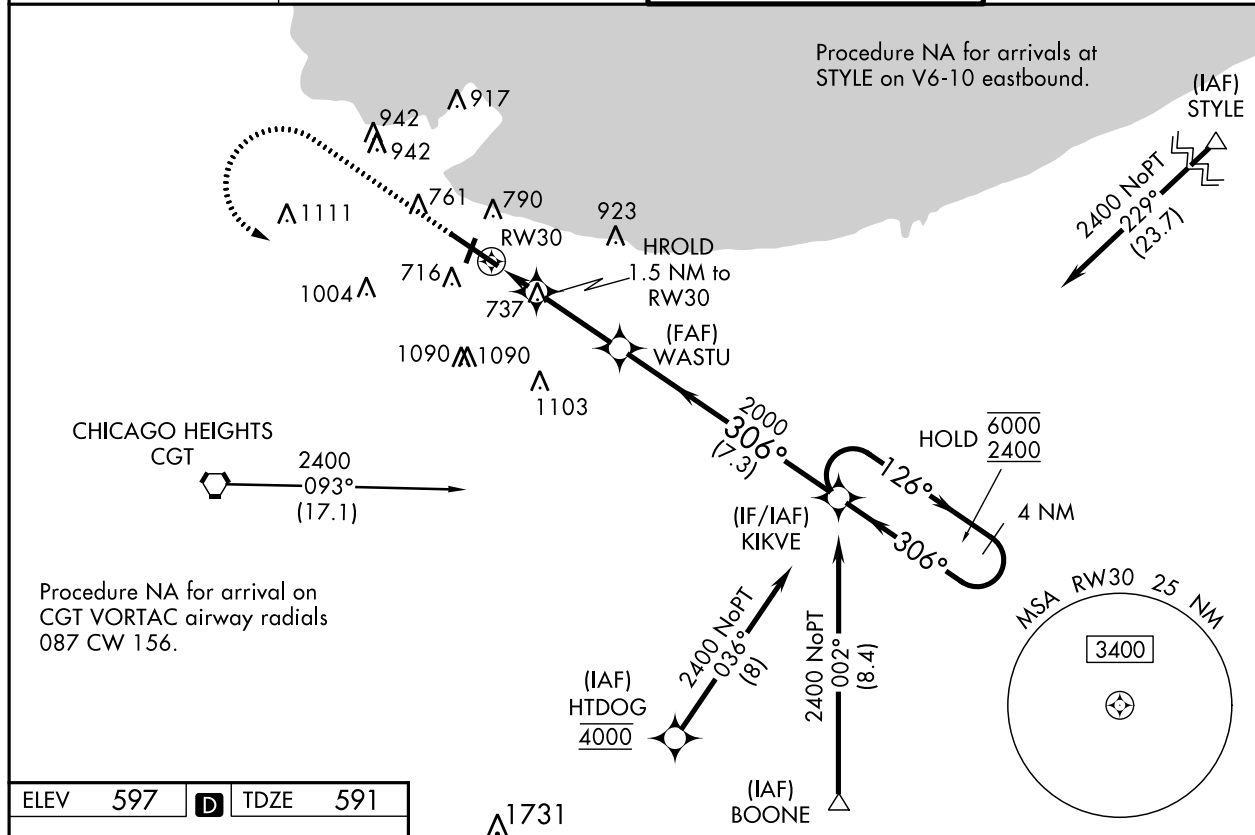 Procedure NA for arrivals at
STYLE on V6-10 eastbound.
(IAF)
STYLE
2400 NoPT
229°
(23.7)
917
942
942
761
790
923
1111
RW30
HROLD
1.5 NM to
RW30
716
1004
737
(FAF)
WASTU
1090
1090
1103
2000
306°
(7.3)
HOLD
6000
2400
CHICAGO HEIGHTS
CGT
2400
093°
(17.1)
126°
4 NM
306°
(IF/IAF)
KIKVE
Procedure NA for arrival on
CGT VORTAC airway radials
087 CW 156.
2400 NoPT
036°
(8)
2400 NoPT
002°
(8.4)
(IAF)
HTDOG
4000
MSA RW30 25 NM
3400
(IAF)
BOONE
ELEV 597 D TDZE 591
1731